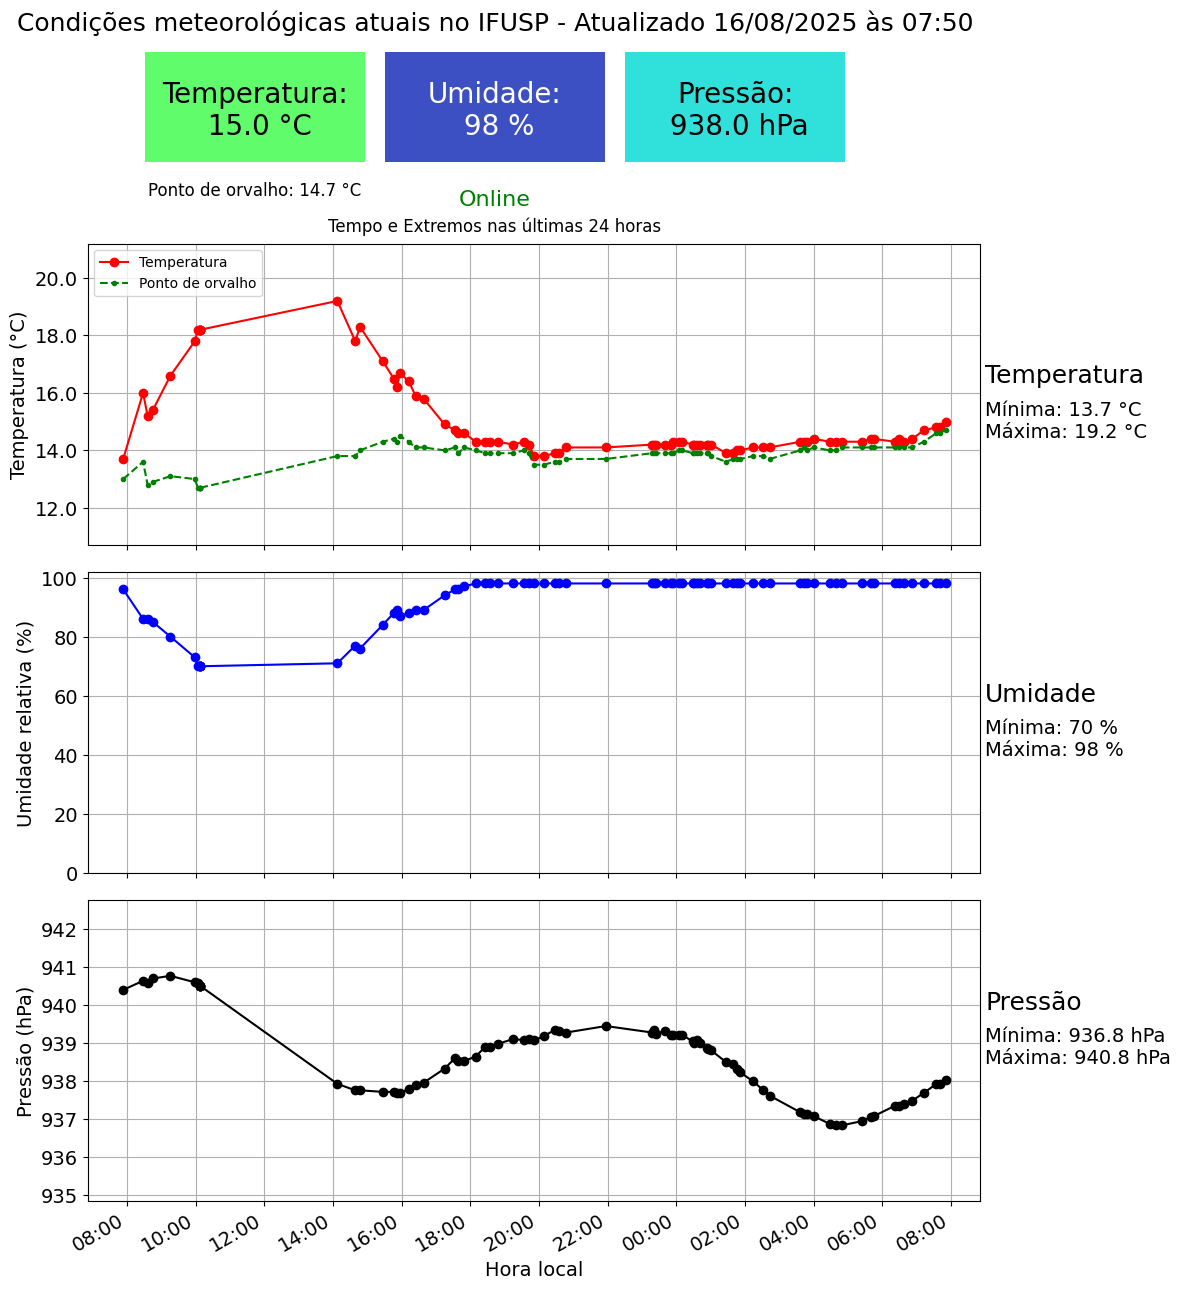 Condições meteorológicas atuais no IFUSP - Atualizado 16/08/2025 às 07:50
Temperatura:
15.0 °C
Umidade:
98 %
Pressão:
938.0 hPa
Ponto de orvalho: 14.7 °C
Online
Tempo e Extremos nas últimas 24 horas
Temperatura
Ponto de orvalho
Temperatura (°C)
20.0
18.0
16.0
14.0
12.0
Temperatura
Mínima: 13.7 °C
Máxima: 19.2 °C
Umidade relativa (%)
100
80
60
40
20
0
Umidade
Mínima: 70 %
Máxima: 98 %
Pressão (hPa)
942
941
940
939
938
937
936
935
Pressão
Mínima: 936.8 hPa
Máxima: 940.8 hPa
08:00
10:00
12:00
14:00
16:00
18:00
20:00
22:00
00:00
02:00
04:00
06:00
08:00
Hora local